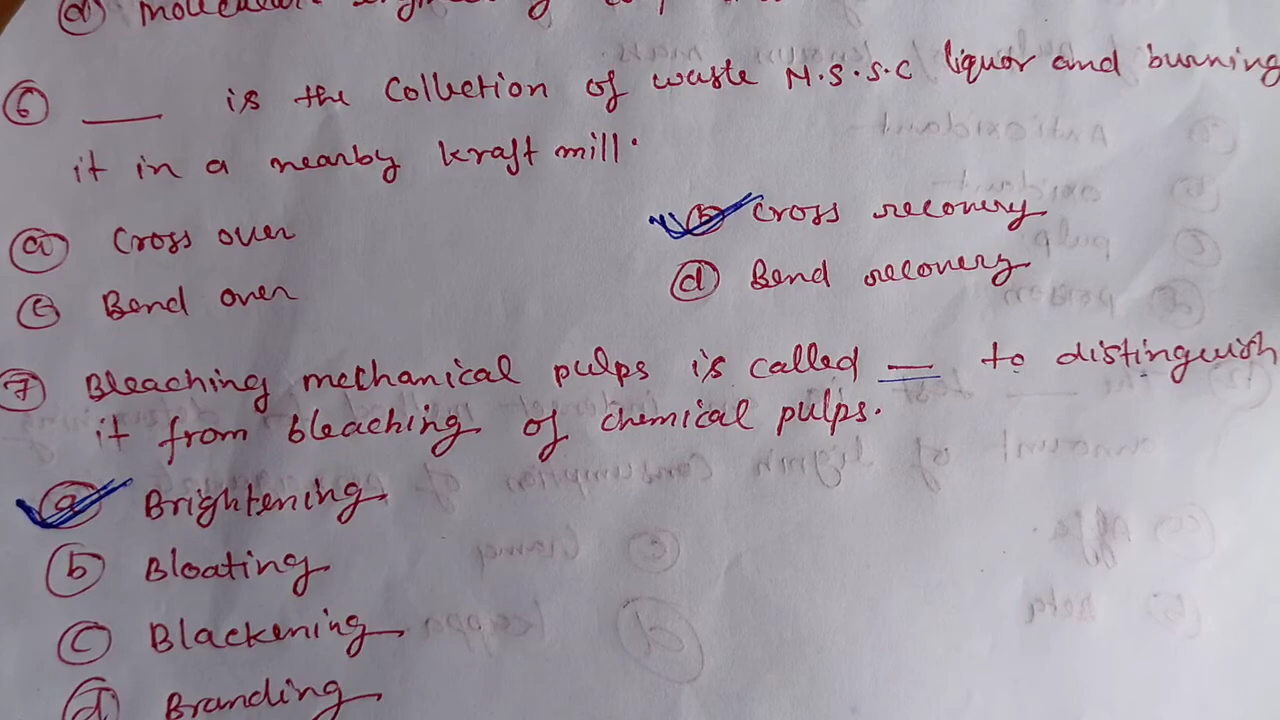 (d) molecular
(6) ___ is the Collection of waste N.S.S.C liquor and burning
it in a nearby kraft mill.
(a) Cross over
(b) Cross recovery
(c) Bend over
(d) Bend recovery
(7) Bleaching mechanical pulps is called ___ to distinguish
it from bleaching of chemical pulps.
(a) Brightening
(b) Bloating
(c) Blackening
(d) Branding